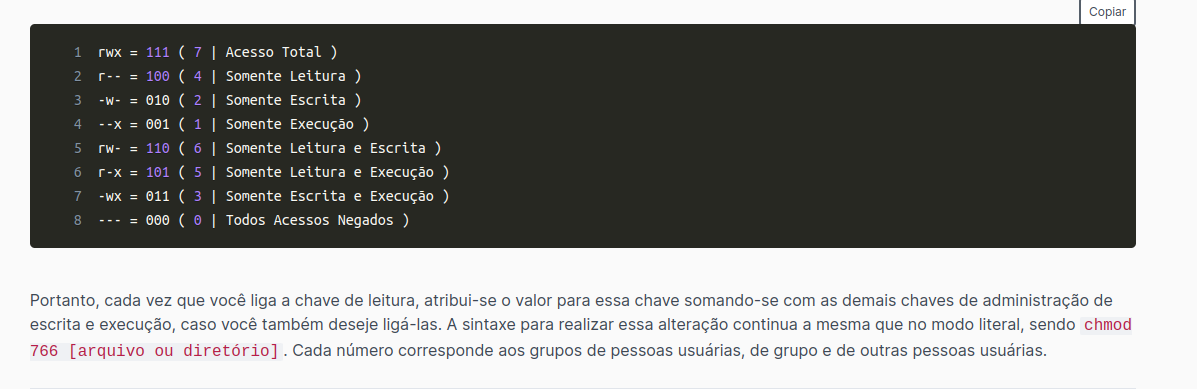 Copiar
1 rwx = 111 ( 7 | Acesso Total )
2 r-- = 100 ( 4 | Somente Leitura )
3 -w- = 010 ( 2 | Somente Escrita )
4 --x = 001 ( 1 | Somente Execução )
5 rw- = 110 ( 6 | Somente Leitura e Escrita )
6 r-x = 101 ( 5 | Somente Leitura e Execução )
7 -wx = 011 ( 3 | Somente Escrita e Execução )
8 --- = 000 ( 0 | Todos Acessos Negados )
Portanto, cada vez que você liga a chave de leitura, atribui-se o valor para essa chave somando-se com as demais chaves de administração de
escrita e execução, caso você também deseje ligá-las. A sintaxe para realizar essa alteração continua a mesma que no modo literal, sendo chmod
766 [arquivo ou diretório]. Cada número corresponde aos grupos de pessoas usuárias, de grupo e de outras pessoas usuárias.